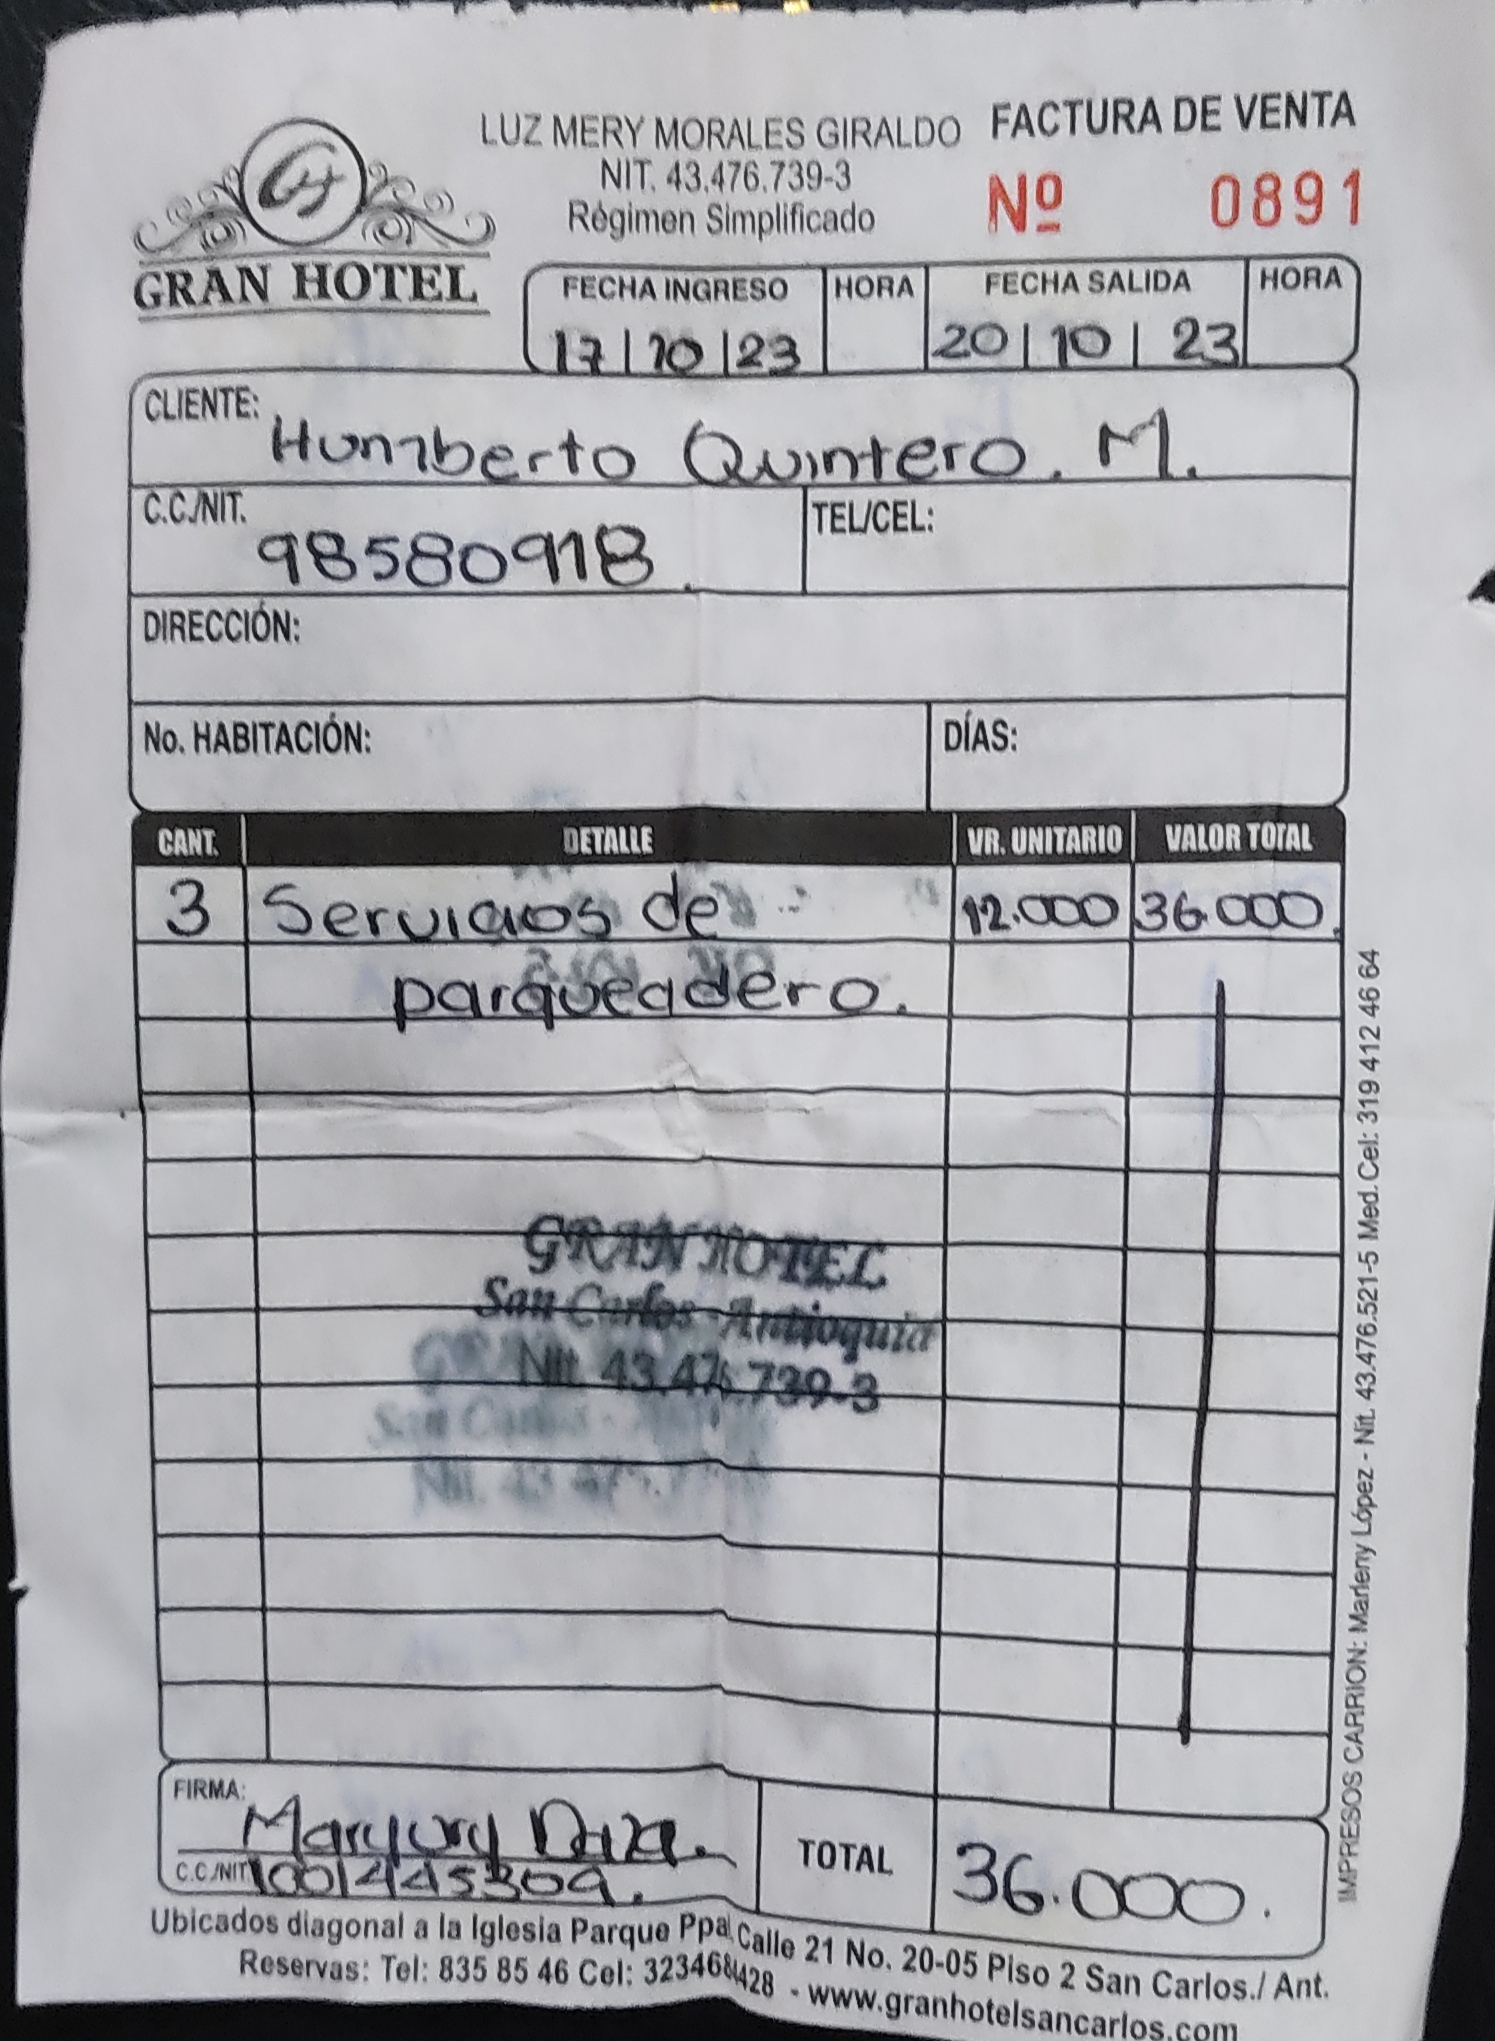 GH
GRAN HOTEL
LUZ MERY MORALES GIRALDO
NIT. 43.476.739-3
Régimen Simplificado
FACTURA DE VENTA
Nº 0891
FECHA INGRESO HORA FECHA SALIDA HORA
17/10/23 20/10/23
CLIENTE: Humberto Quintero. M.
C.C./NIT. 98580918. TEL/CEL:
DIRECCIÓN:
No. HABITACIÓN: DÍAS:
CANT. DETALLE VR. UNITARIO VALOR TOTAL
3 Servicios de 12.000 36.000.
parqueadero.
GRAN HOTEL
San Carlos - Antioquia
Nit. 43.476.739-3
FIRMA: Maryury
C.C./NIT 1001445309.
TOTAL 36.000.
Ubicados diagonal a la Iglesia Parque Ppal Calle 21 No. 20-05 Piso 2 San Carlos./ Ant.
Reservas: Tel: 835 85 46 Cel: - www.granhotelsancarlos.com
IMPRESOS CARRION: Marleny López - Nit. 43.476.521-5 Med. Cel: 319 412 46 64